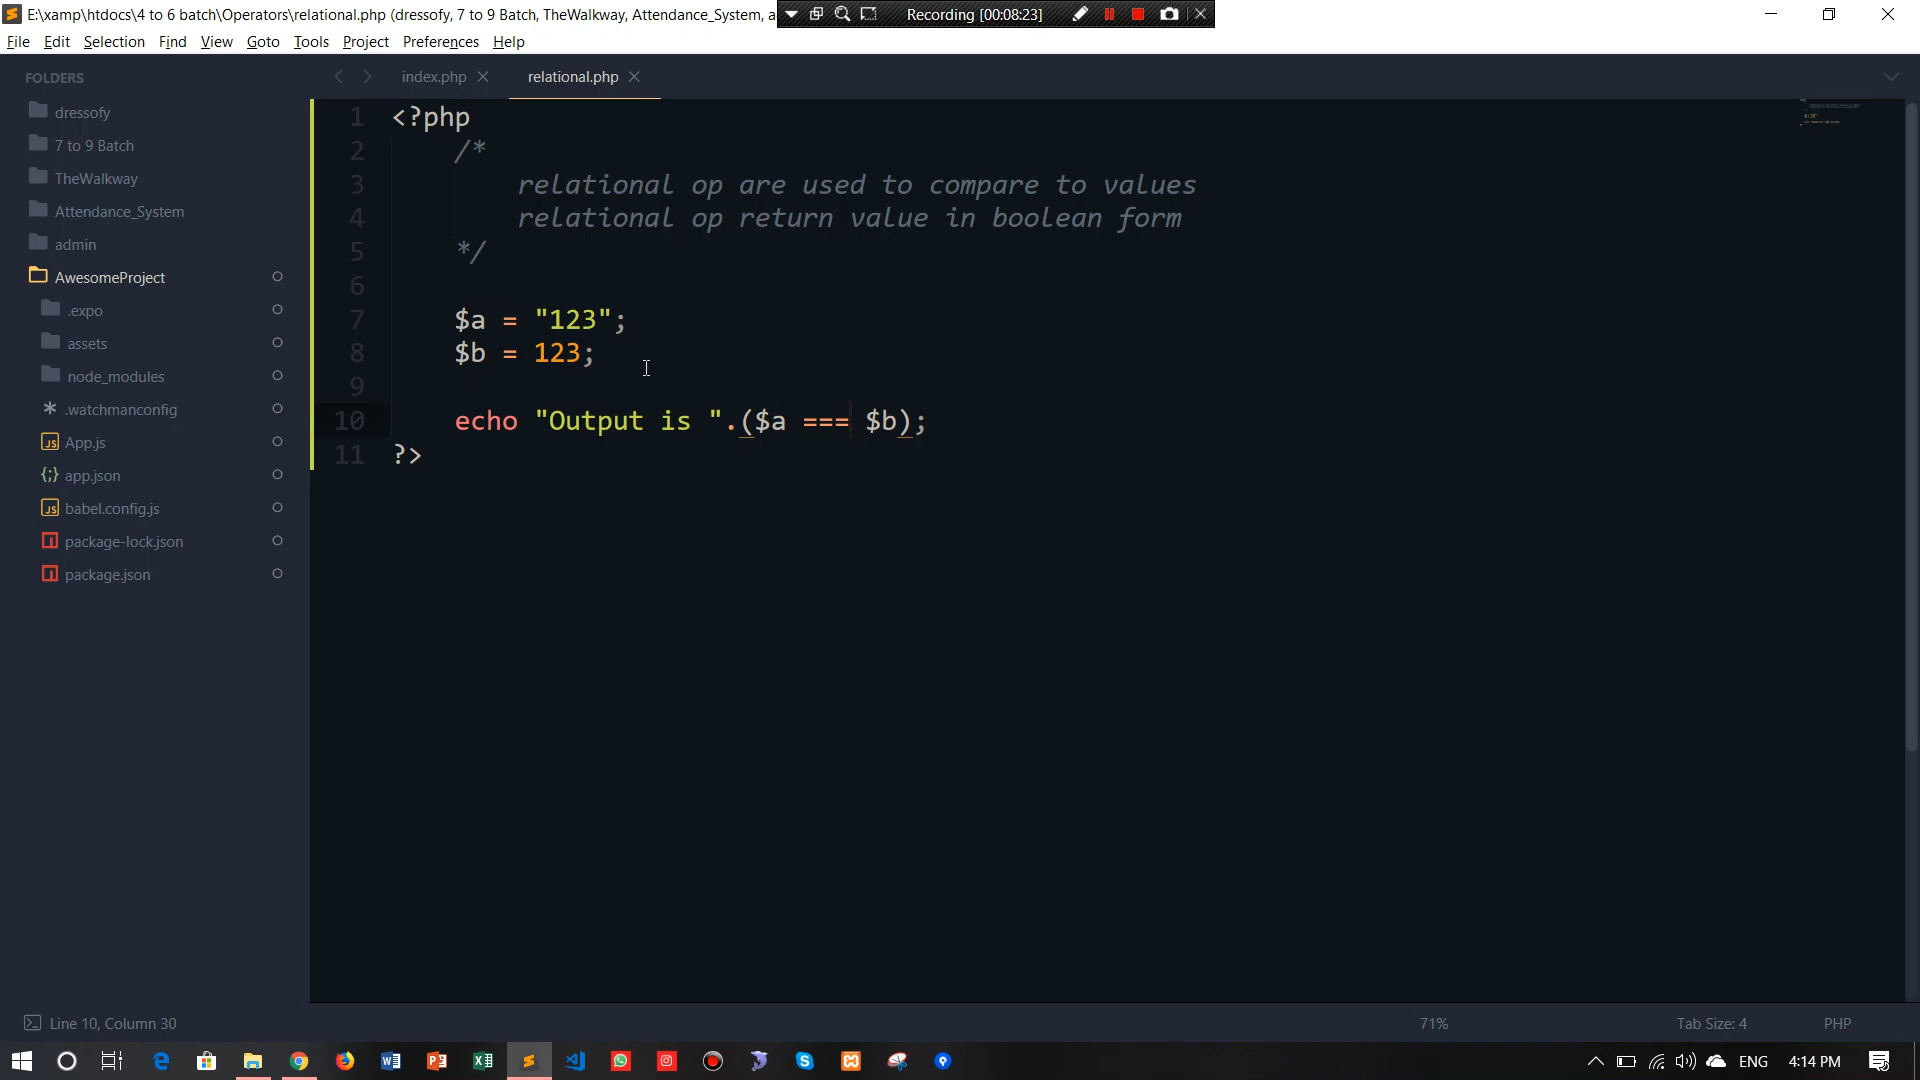 E:\xamp\htdocs\4 to 6 batch\Operators\relational.php (dressofy, 7 to 9 Batch, TheWalkway, Attendance_System, a
Recording [00:08:23]
File Edit Selection Find View Goto Tools Project Preferences Help
FOLDERS
dressofy
7 to 9 Batch
TheWalkway
Attendance_System
admin
AwesomeProject
.expo
assets
node_modules
.watchmanconfig
App.js
app.json
babel.config.js
package-lock.json
package.json
index.php
relational.php
1 <?php
2 /*
3 relational op are used to compare to values
4 relational op return value in boolean form
5 */
6
7 $a = "123";
8 $b = 123;
9
10 echo "Output is ".($a === $b);
11 ?>
Line 10, Column 30
71%
Tab Size: 4
PHP
ENG
4:14 PM